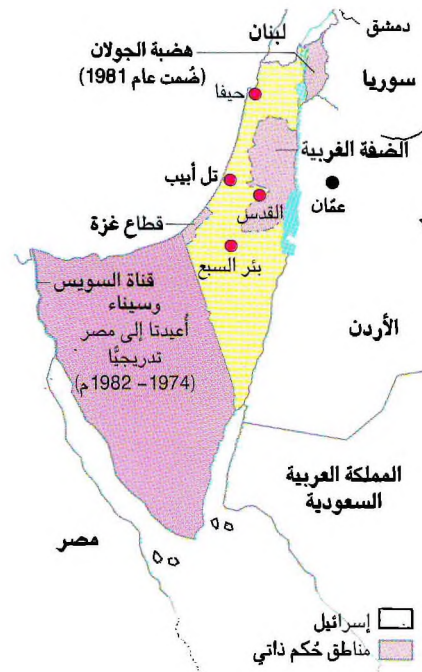 لبنان
دمشق
هضبة الجولان
(ضُمت عام 1981)
سوريا
حيفا
الضفة الغربية
تل أبيب
القدس
عمّان
قطاع غزة
بئر السبع
قناة السويس
وسيناء
أُعيدتا إلى مصر
تدريجيًّا
(1974 – 1982م)
الأردن
المملكة العربية
السعودية
مصر
إسرائيل
مناطق حُكم ذاتي